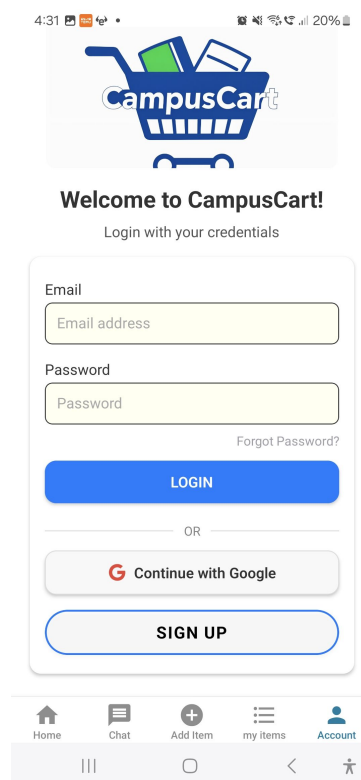 4:31
20%
CampusCart
Welcome to CampusCart!
Login with your credentials
Email
Email address
Password
Password
Forgot Password?
LOGIN
OR
G Continue with Google
SIGN UP
Home Chat Add Item my items Account